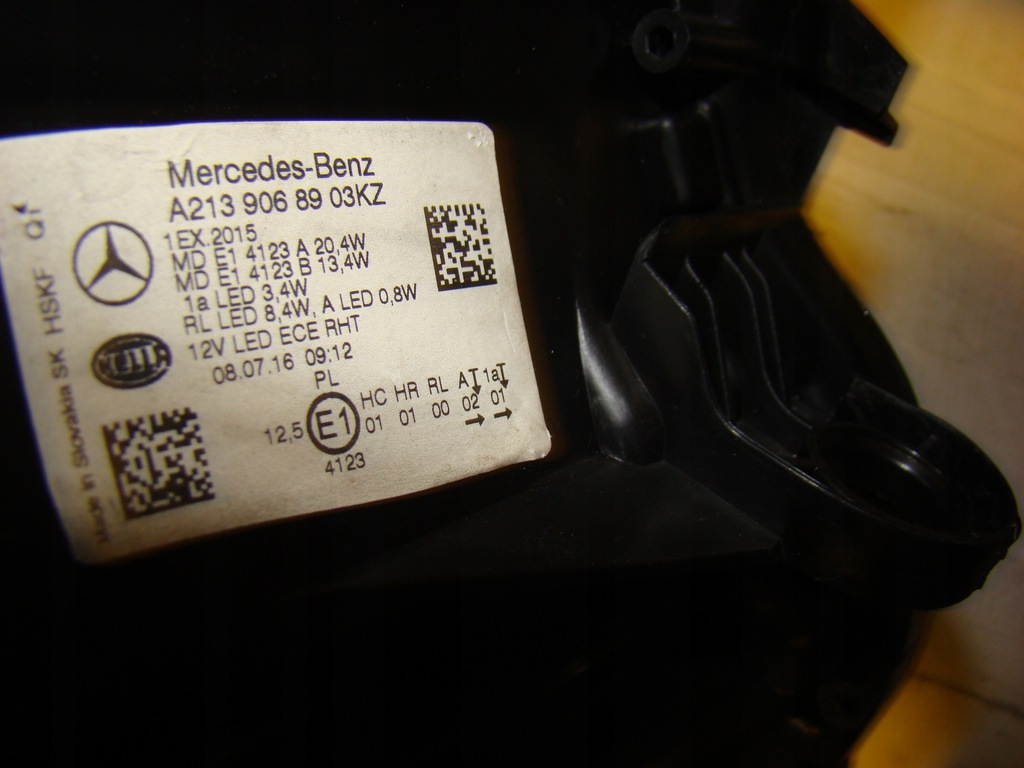 Mercedes-Benz
A213 906 89 03KZ
1EX.2015
MD E1 4123 A 20,4W
MD E1 4123 B 13,4W
1a LED 3,4W
RL LED 8,4W, A LED 0,8W
12V LED ECE RHT
08.07.16 09:12
PL
HC HR RL A 1a
12,5 E1 01 01 00 02 01
4123
HELLA
Made in Slovakia SK HSKF